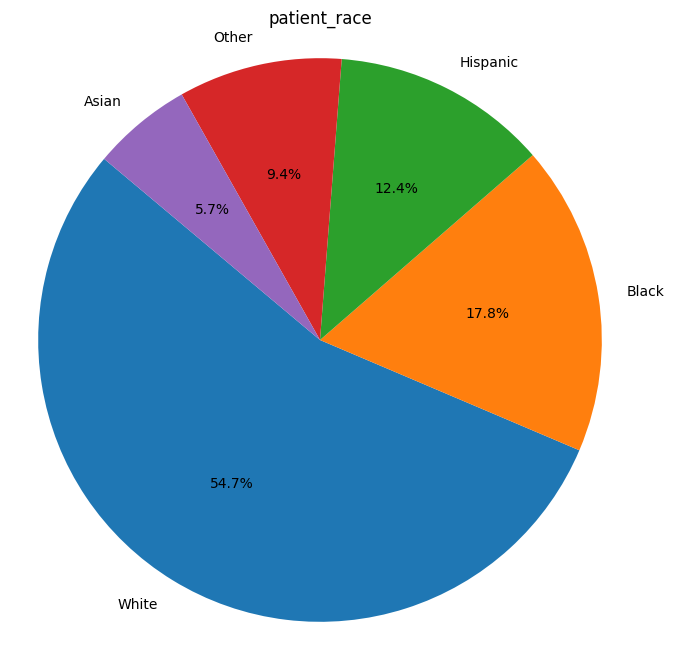 patient_race
Other
Hispanic
Asian
9.4%
12.4%
5.7%
Black
17.8%
54.7%
White